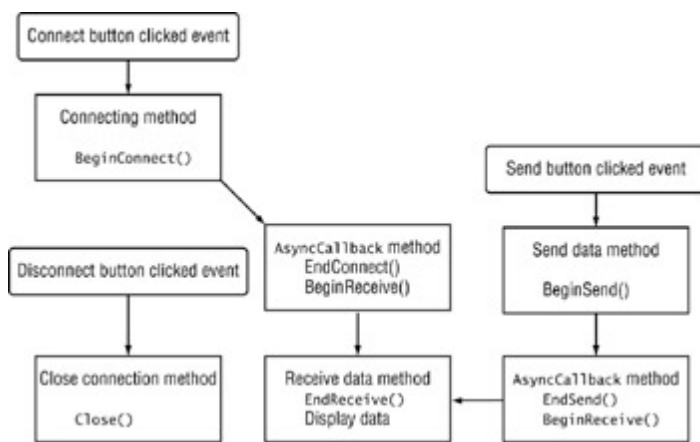 Connect button clicked event
Connecting method
BeginConnect()
Send button clicked event
AsyncCallback method
EndConnect()
BeginReceive()
Send data method
BeginSend()
Disconnect button clicked event
Close connection method
Close()
Receive data method
EndReceive()
Display data
AsyncCallback method
EndSend()
BeginReceive()